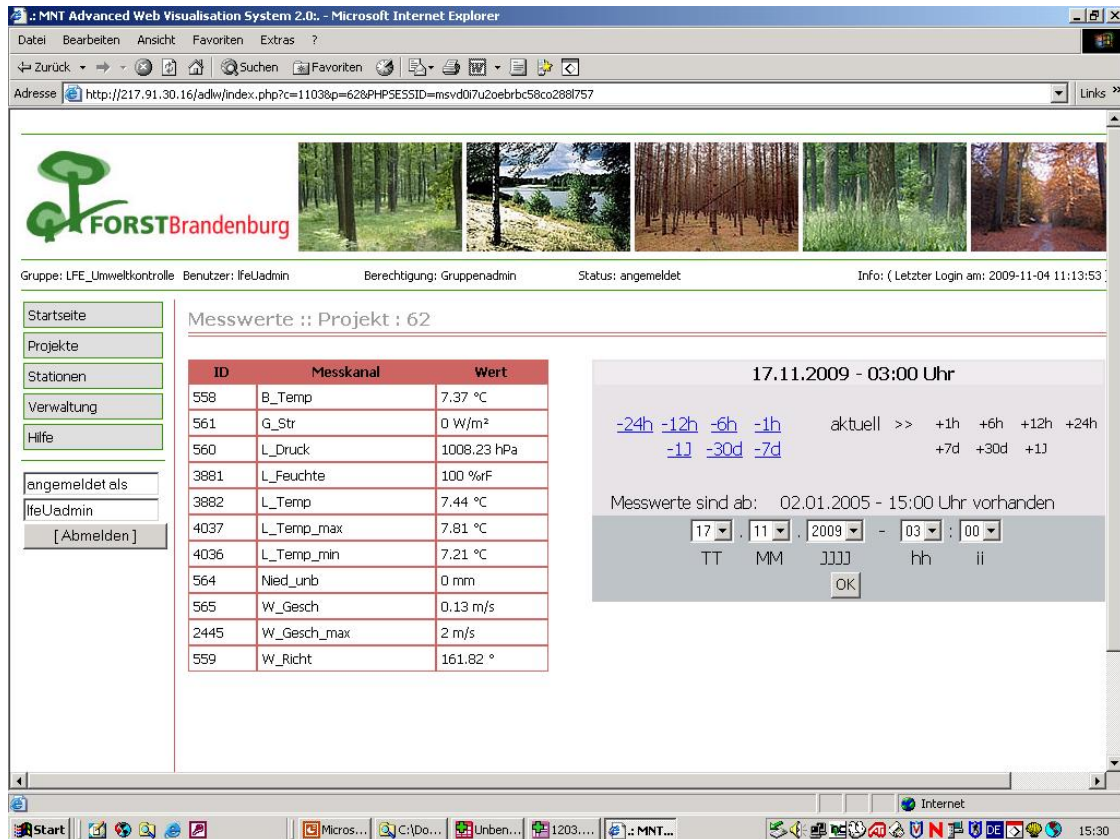 .: MNT Advanced Web Visualisation System 2.0:. - Microsoft Internet Explorer
Datei Bearbeiten Ansicht Favoriten Extras ?
Zurück Suchen Favoriten
Adresse http://217.91.30.16/adlw/index.php?c=1103&p=62&PHPSESSID=msvd0i7u2oebrbc58co288l757 Links »
FORSTBrandenburg
Gruppe: LFE_Umweltkontrolle Benutzer: lfeUadmin Berechtigung: Gruppenadmin Status: angemeldet Info: ( Letzter Login am: 2009-11-04 11:13:53 )
Startseite
Projekte
Stationen
Verwaltung
Hilfe
angemeldet als
lfeUadmin
[ Abmelden ]
Messwerte :: Projekt : 62
ID Messkanal Wert
558 B_Temp 7.37 °C
561 G_Str 0 W/m²
560 L_Druck 1008.23 hPa
3881 L_Feuchte 100 %rF
3882 L_Temp 7.44 °C
4037 L_Temp_max 7.81 °C
4036 L_Temp_min 7.21 °C
564 Nied_unb 0 mm
565 W_Gesch 0.13 m/s
2445 W_Gesch_max 2 m/s
559 W_Richt 161.82 °
17.11.2009 - 03:00 Uhr
-24h -12h -6h -1h aktuell >> +1h +6h +12h +24h
-1J -30d -7d +7d +30d +1J
Messwerte sind ab: 02.01.2005 - 15:00 Uhr vorhanden
17 . 11 . 2009 - 03 : 00
TT MM JJJJ hh ii
OK
Internet
Start Micros... C:\Do... Unben... 1203.... .: MNT... DE 15:30